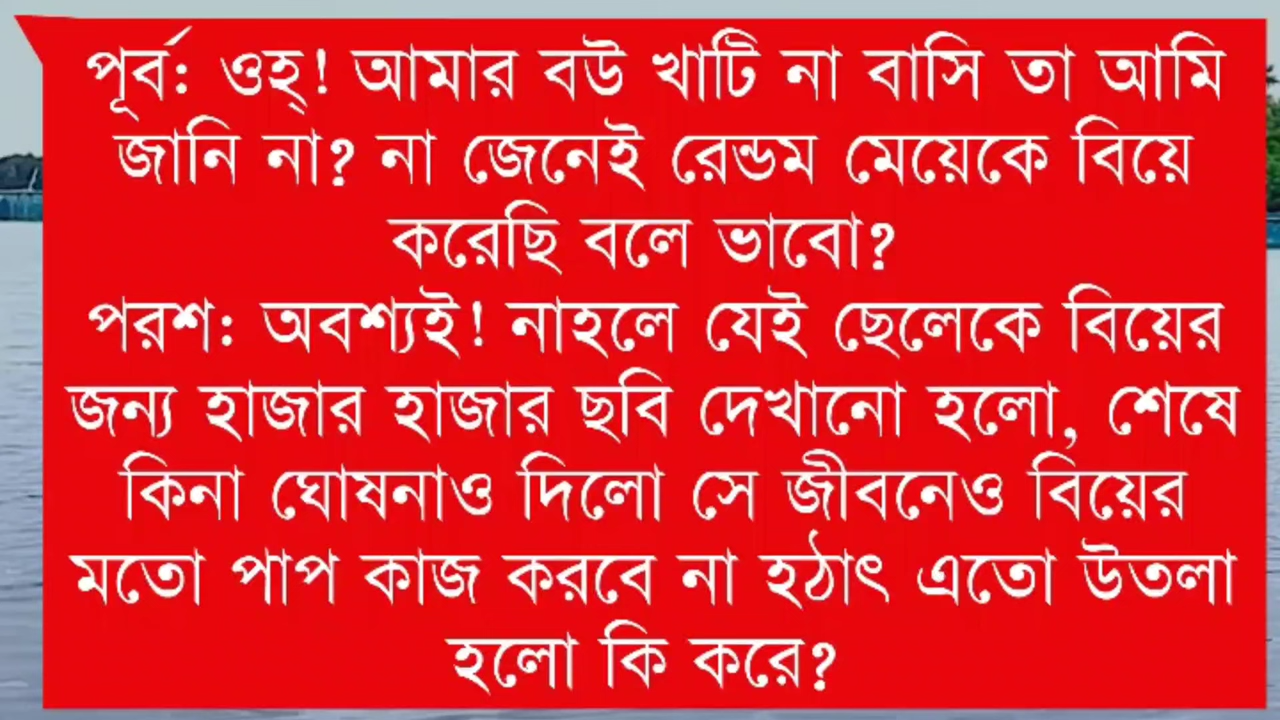 পূর্ব: ওহ্! আমার বউ খাটি না বাসি তা আমি
জানি না? না জেনেই রেন্ডম মেয়েকে বিয়ে
করেছি বলে ভাবো?
পরশ: অবশ্যই! নাহলে যেই ছেলেকে বিয়ের
জন্য হাজার হাজার ছবি দেখানো হলো, শেষে
কিনা ঘোষনাও দিলো সে জীবনেও বিয়ের
মতো পাপ কাজ করবে না হঠাৎ এতো উতলা
হলো কি করে?